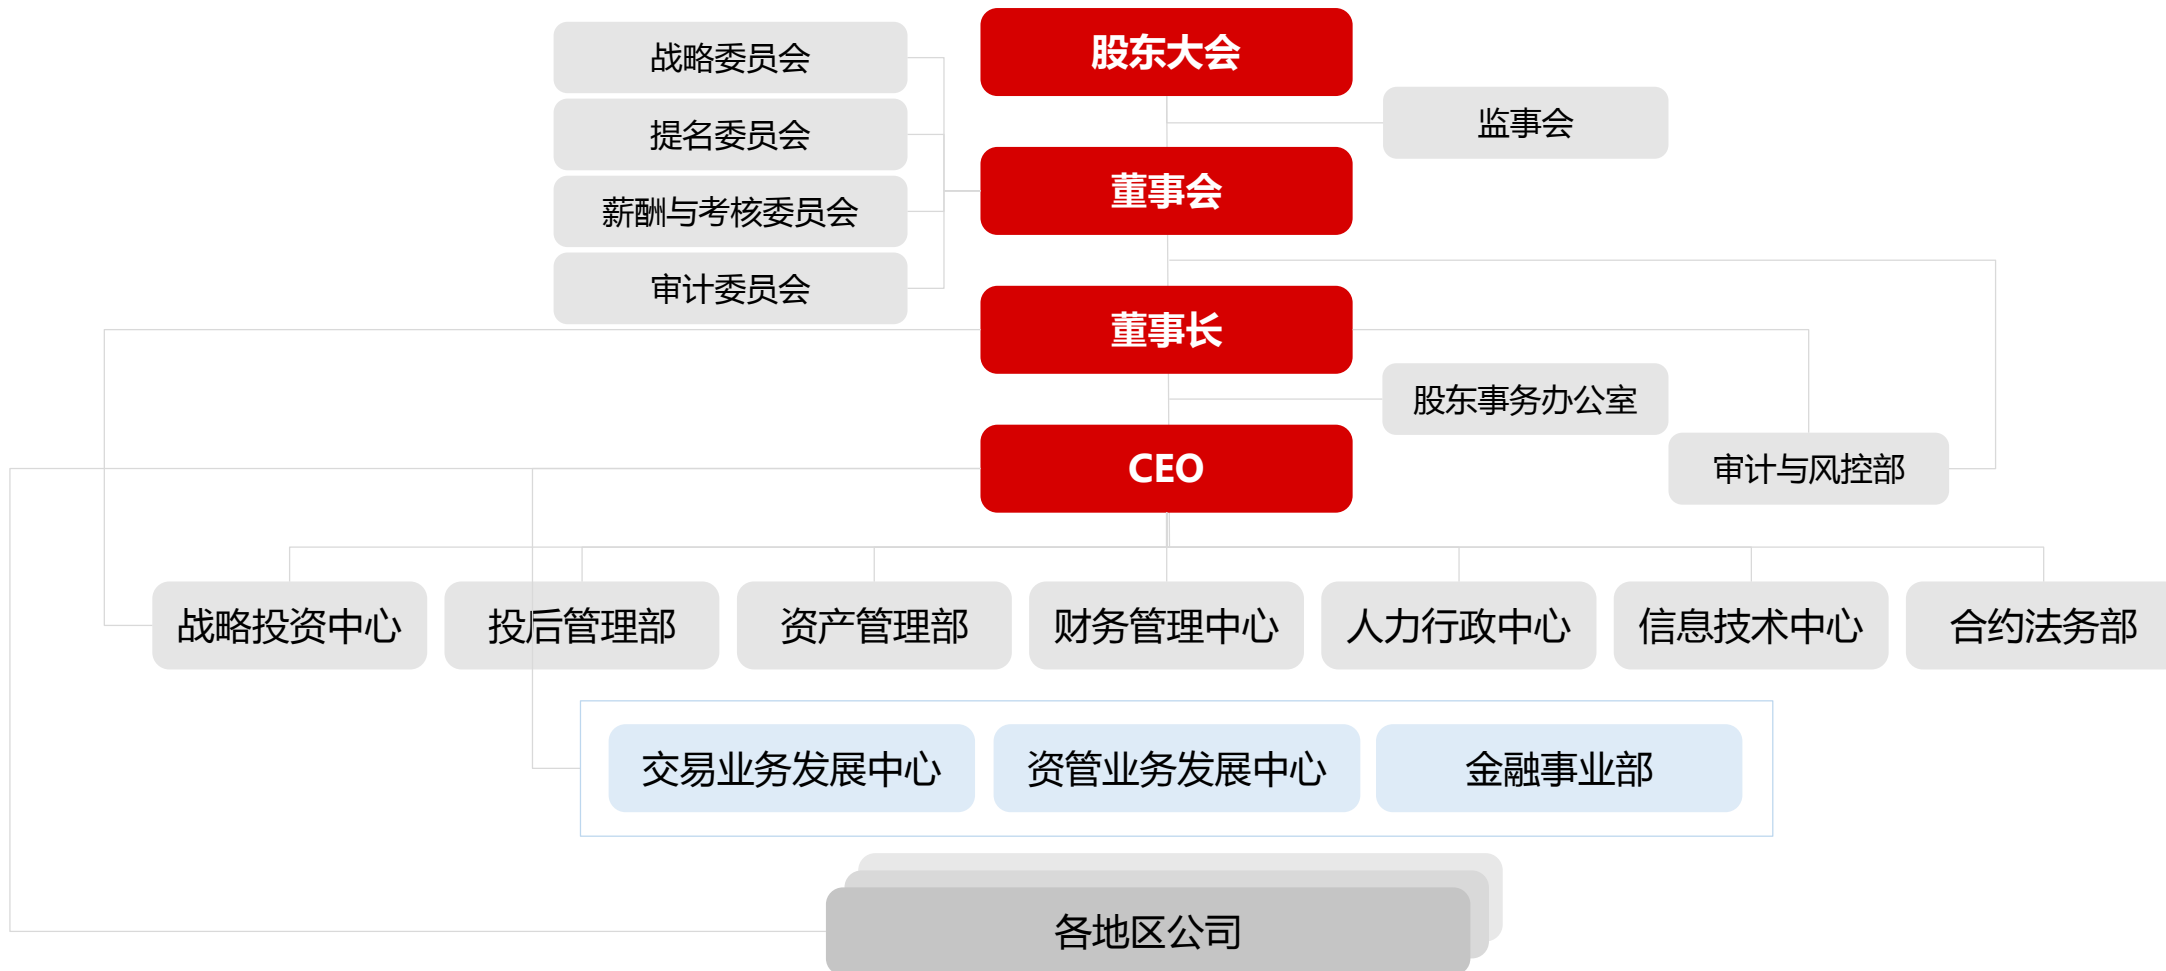 股东大会
战略委员会
提名委员会
监事会
董事会
薪酬与考核委员会
审计委员会
董事长
股东事务办公室
CEO
审计与风控部
战略投资中心
投后管理部
资产管理部
财务管理中心
人力行政中心
信息技术中心
合约法务部
交易业务发展中心
资管业务发展中心
金融事业部
各地区公司